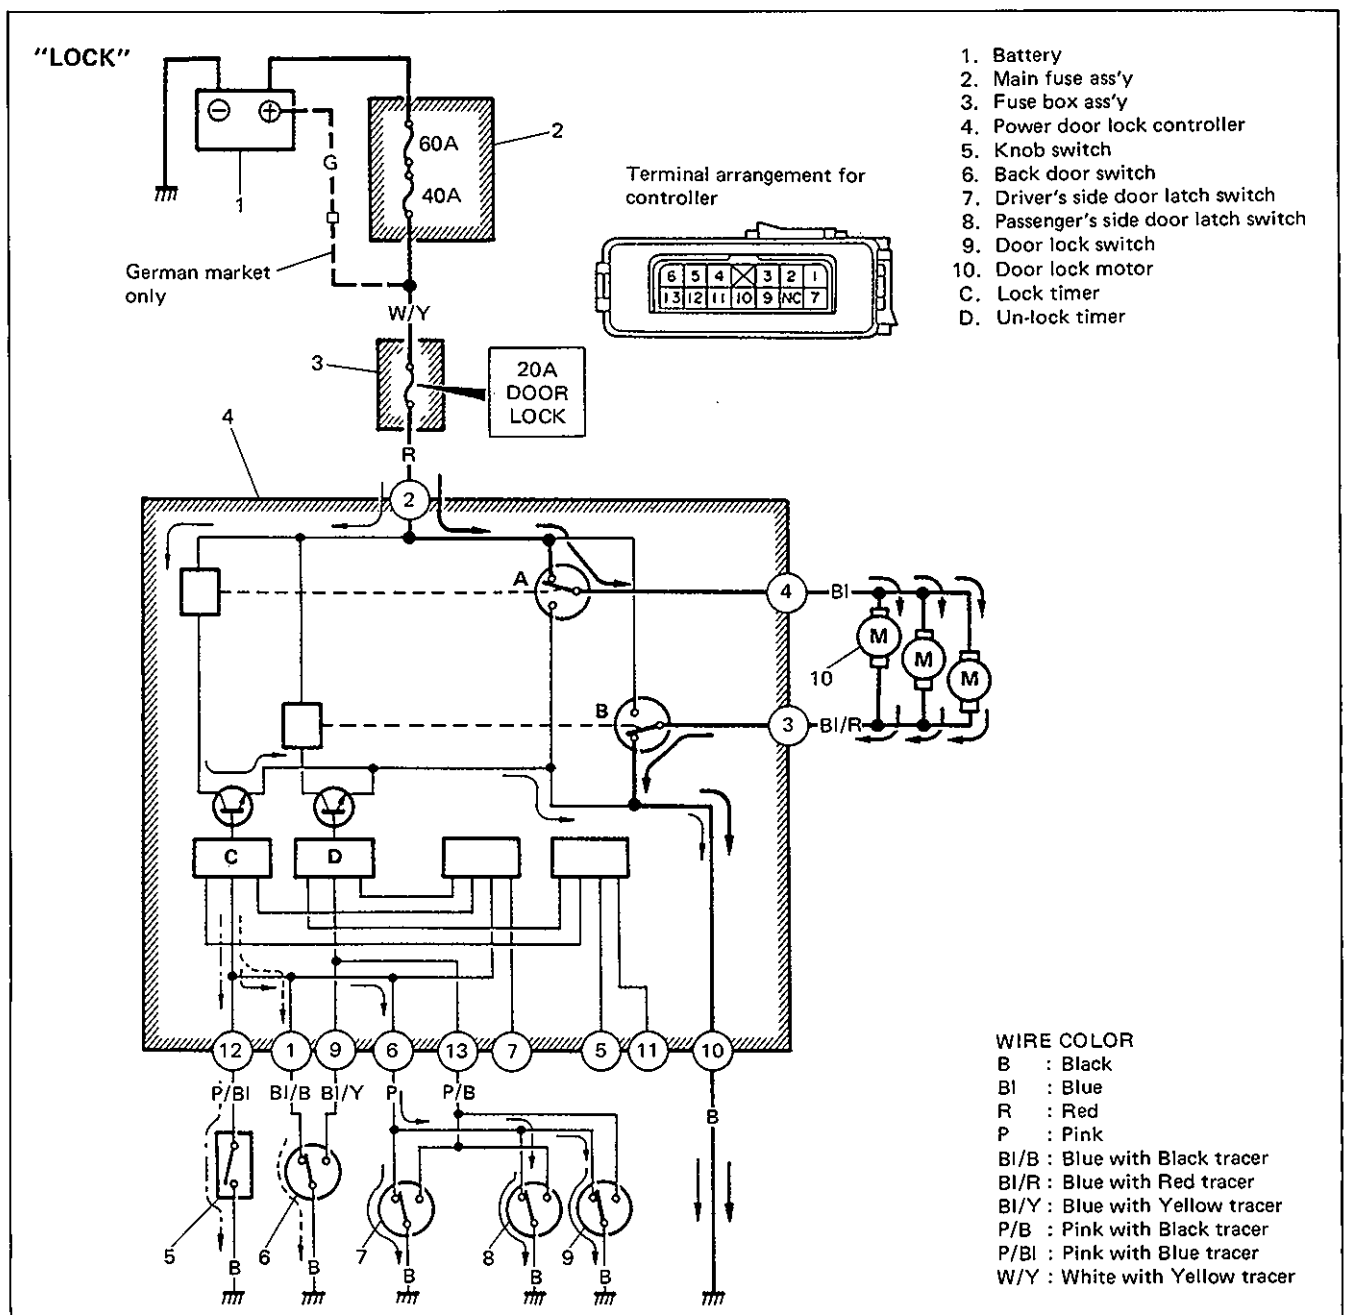 "LOCK"
1. Battery
2. Main fuse ass'y
3. Fuse box ass'y
4. Power door lock controller
5. Knob switch
6. Back door switch
7. Driver's side door latch switch
8. Passenger's side door latch switch
9. Door lock switch
10. Door lock motor
C. Lock timer
D. Un-lock timer
60A
40A
2
G
1
German market
only
W/Y
Terminal arrangement for
controller
6 5 4 3 2 1
13 12 11 10 9 NC 7
3
20A
DOOR
LOCK
4
R
2
A
4
Bl
M
M
M
10
B
3
Bl/R
C
D
12
1
9
6
13
7
5
11
10
P/Bl
Bl/B
Bl/Y
P
P/B
B
5
6
7
8
9
B
B
B
B
B
WIRE COLOR
B : Black
Bl : Blue
R : Red
P : Pink
Bl/B : Blue with Black tracer
Bl/R : Blue with Red tracer
Bl/Y : Blue with Yellow tracer
P/B : Pink with Black tracer
P/Bl : Pink with Blue tracer
W/Y : White with Yellow tracer